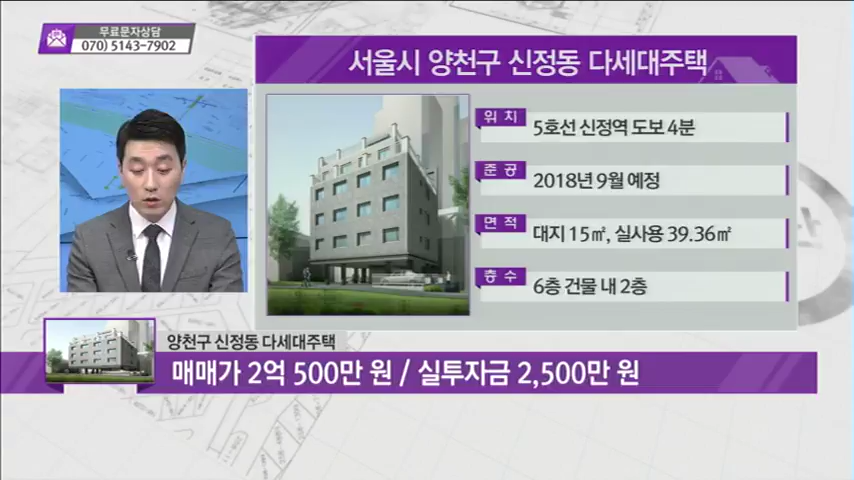 무료문자상담
070) 5143-7902
서울시 양천구 신정동 다세대주택
위 치
5호선 신정역 도보 4분
준 공
2018년 9월 예정
면 적
대지 15㎡, 실사용 39.36㎡
층 수
6층 건물 내 2층
양천구 신정동 다세대주택
매매가 2억 500만 원 / 실투자금 2,500만 원